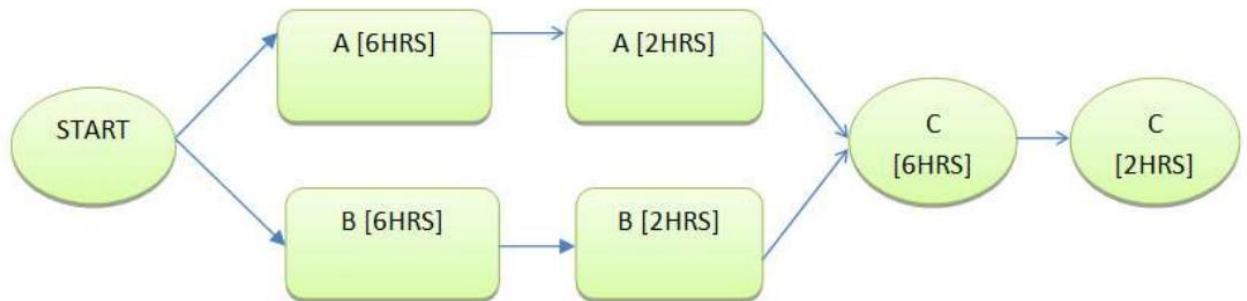 START
A [6HRS]
A [2HRS]
B [6HRS]
B [2HRS]
C
[6HRS]
C
[2HRS]